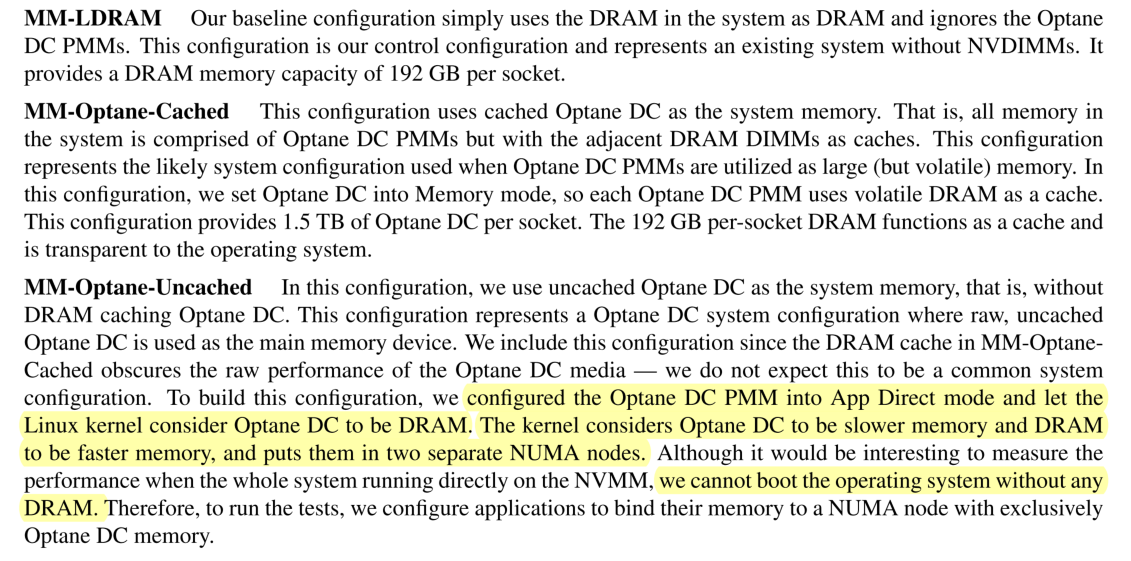 MM-LDRAM Our baseline configuration simply uses the DRAM in the system as DRAM and ignores the Optane
DC PMMs. This configuration is our control configuration and represents an existing system without NVDIMMs. It
provides a DRAM memory capacity of 192 GB per socket.
MM-Optane-Cached This configuration uses cached Optane DC as the system memory. That is, all memory in
the system is comprised of Optane DC PMMs but with the adjacent DRAM DIMMs as caches. This configuration
represents the likely system configuration used when Optane DC PMMs are utilized as large (but volatile) memory. In
this configuration, we set Optane DC into Memory mode, so each Optane DC PMM uses volatile DRAM as a cache.
This configuration provides 1.5 TB of Optane DC per socket. The 192 GB per-socket DRAM functions as a cache and
is transparent to the operating system.
MM-Optane-Uncached In this configuration, we use uncached Optane DC as the system memory, that is, without
DRAM caching Optane DC. This configuration represents a Optane DC system configuration where raw, uncached
Optane DC is used as the main memory device. We include this configuration since the DRAM cache in MM-Optane-
Cached obscures the raw performance of the Optane DC media — we do not expect this to be a common system
configuration. To build this configuration, we configured the Optane DC PMM into App Direct mode and let the
Linux kernel consider Optane DC to be DRAM. The kernel considers Optane DC to be slower memory and DRAM
to be faster memory, and puts them in two separate NUMA nodes. Although it would be interesting to measure the
performance when the whole system running directly on the NVMM, we cannot boot the operating system without any
DRAM. Therefore, to run the tests, we configure applications to bind their memory to a NUMA node with exclusively
Optane DC memory.